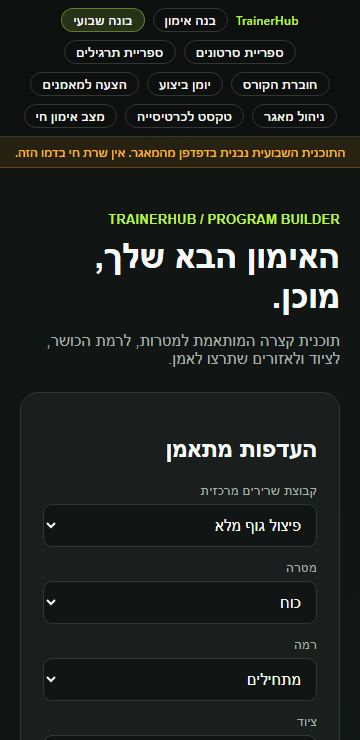 TrainerHub
בנה אימון
בונה שבועי
ספריית סרטונים
ספריית תרגילים
חוברת הקורס
יומן ביצוע
הצעה למאמנים
ניהול מאגר
טקסט לכרטיסייה
מצב אימון חי
התוכנית השבועית נבנית בדפדפן מהמאגר. אין שרת חי בדמו הזה.
TRAINERHUB / PROGRAM BUILDER
האימון הבא שלך,
מוכן.
תוכנית קצרה המותאמת למטרות, לרמת הכושר,
לציוד ולאזורים שתרצו לאמן.
העדפות מתאמן
קבוצת שרירים מרכזית
פיצול גוף מלא
מטרה
כוח
רמה
מתחילים
ציוד